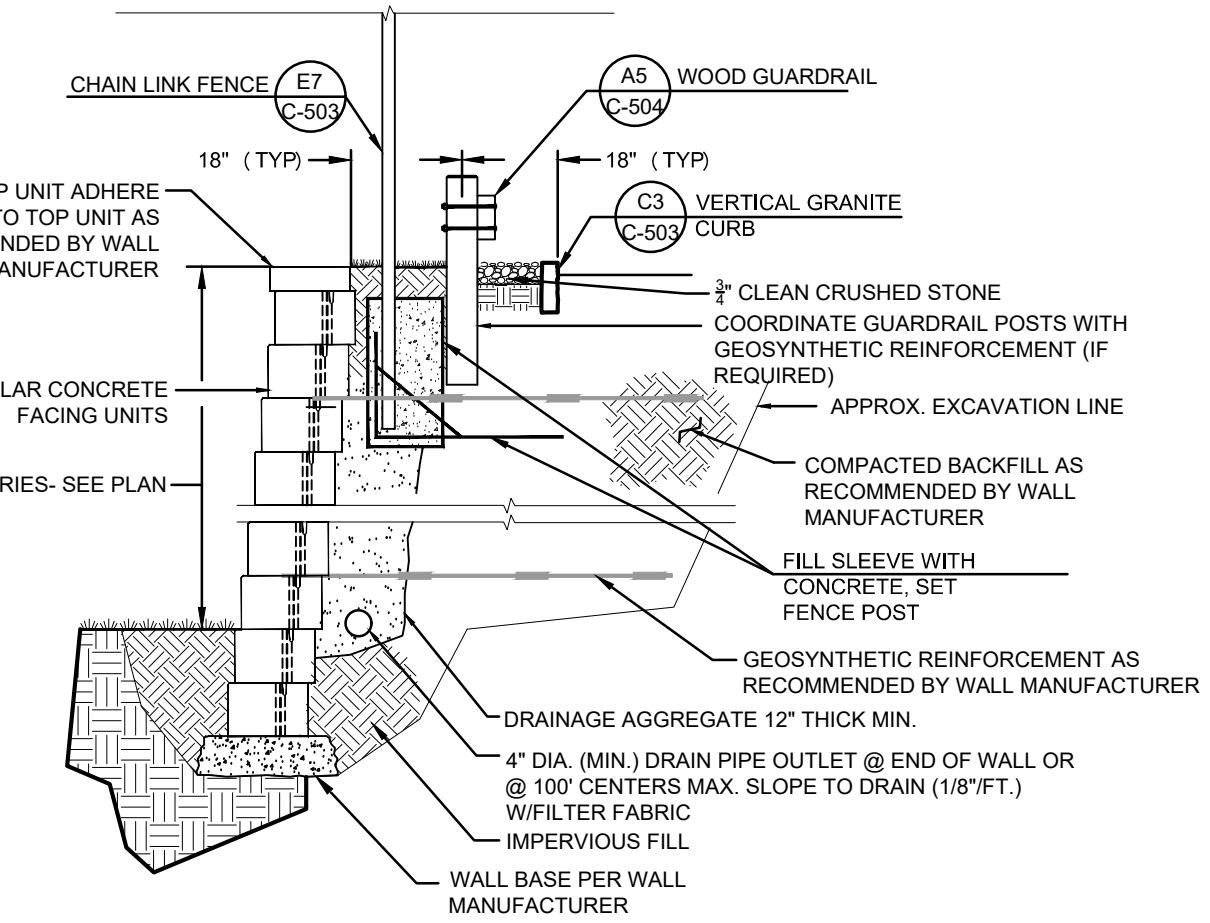 CHAIN LINK FENCE
E7
C-503
A5
C-504
WOOD GUARDRAIL
18" (TYP)
18" (TYP)
UNIT ADHERE
TO TOP UNIT AS
BY WALL
C3
C-503
VERTICAL GRANITE
CURB
3/4" CLEAN CRUSHED STONE
COORDINATE GUARDRAIL POSTS WITH
GEOSYNTHETIC REINFORCEMENT (IF
REQUIRED)
CONCRETE
FACING UNITS
APPROX. EXCAVATION LINE
COMPACTED BACKFILL AS
RECOMMENDED BY WALL
MANUFACTURER
- SEE PLAN
FILL SLEEVE WITH
CONCRETE, SET
FENCE POST
GEOSYNTHETIC REINFORCEMENT AS
RECOMMENDED BY WALL MANUFACTURER
DRAINAGE AGGREGATE 12" THICK MIN.
4" DIA. (MIN.) DRAIN PIPE OUTLET @ END OF WALL OR
@ 100' CENTERS MAX. SLOPE TO DRAIN (1/8"/FT.)
W/FILTER FABRIC
IMPERVIOUS FILL
WALL BASE PER WALL
MANUFACTURER